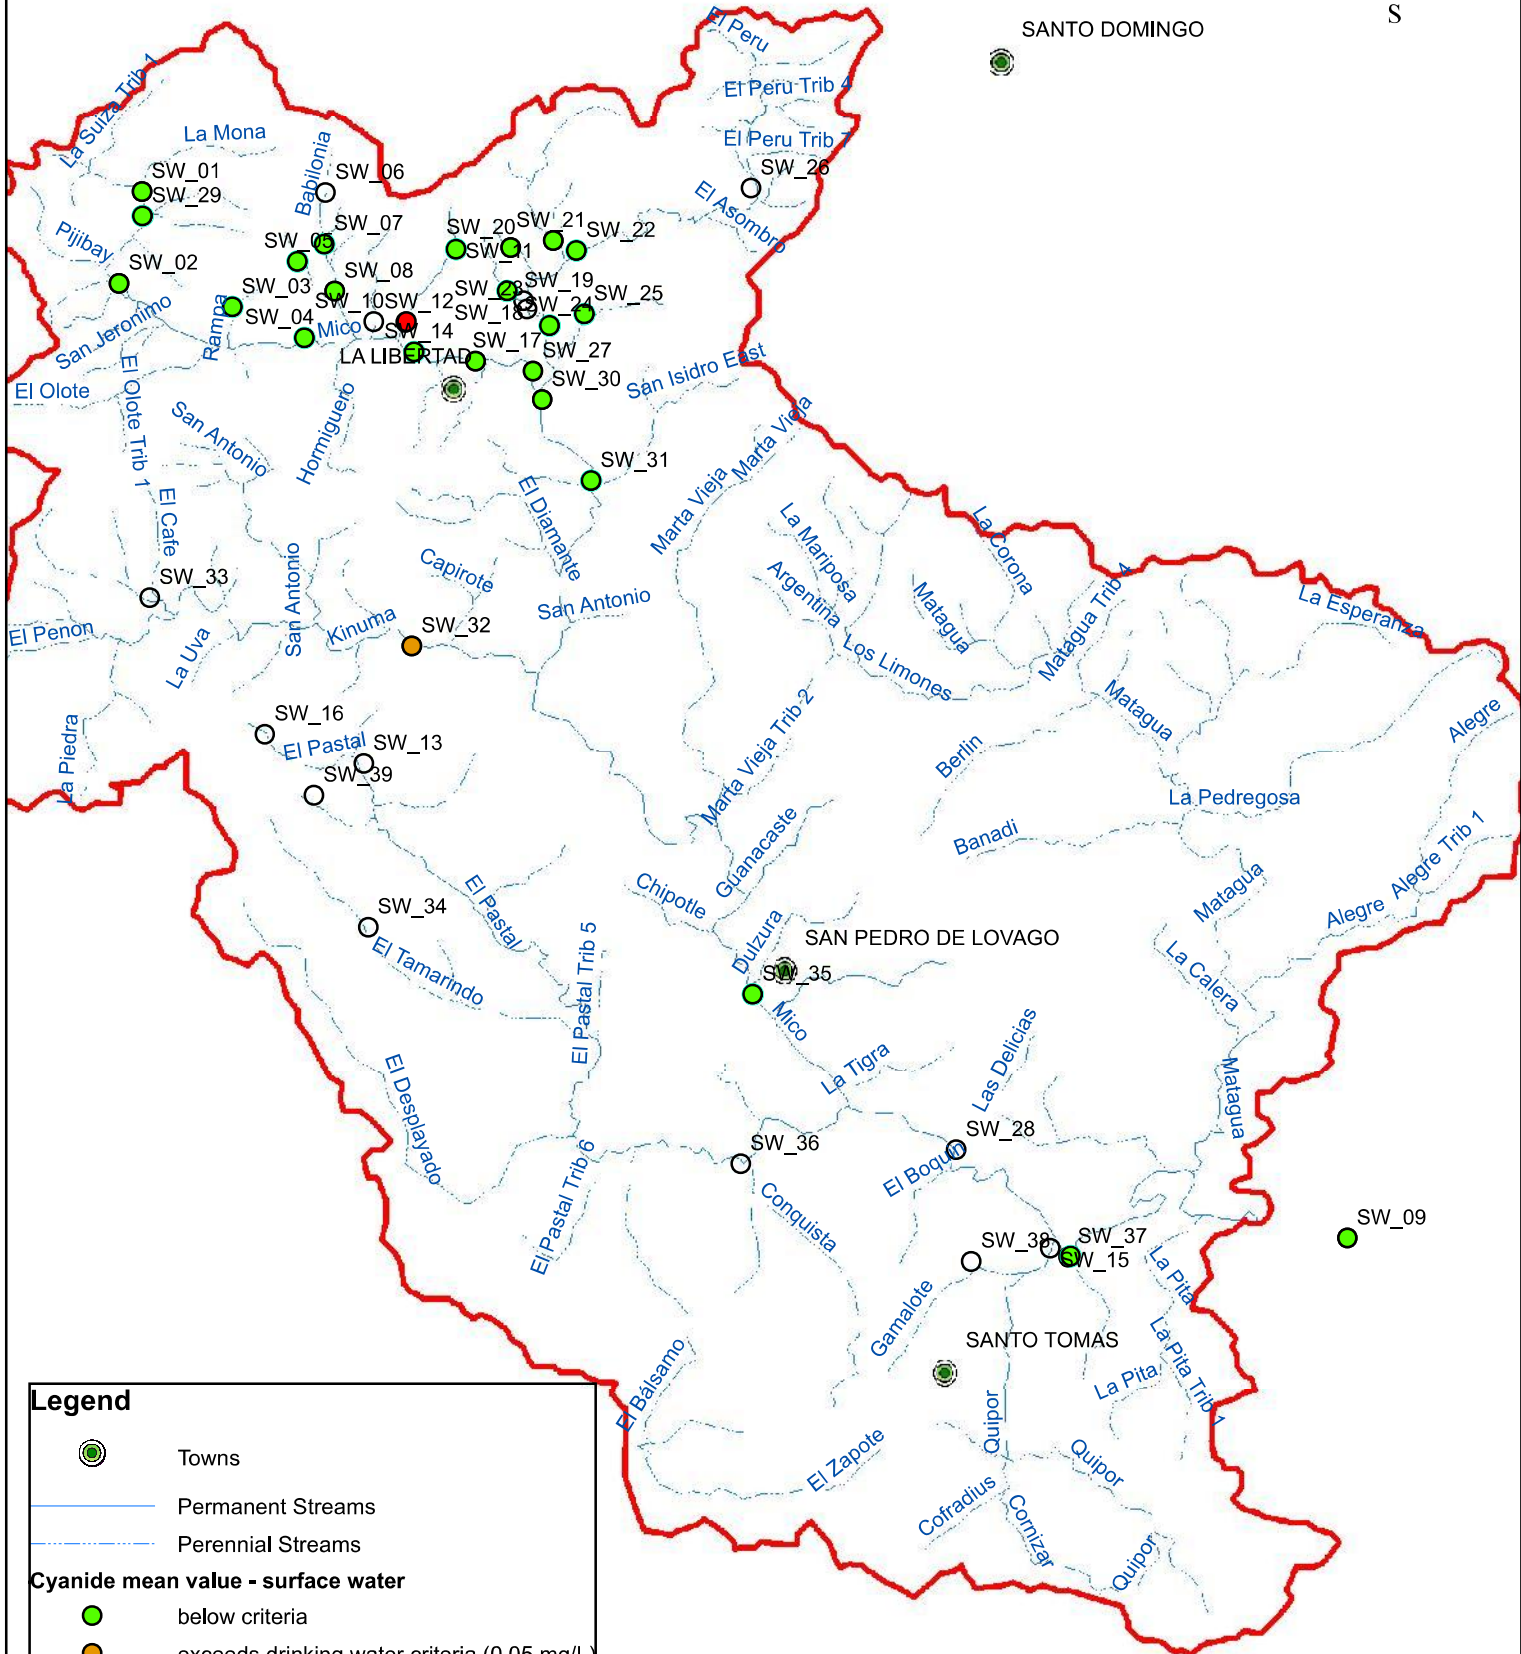 S
SANTO DOMINGO
El Peru
El Peru Trib 4
El Peru Trib 7
La Suiza Trib 1
La Mona
Babilonia
SW_01
SW_29
SW_06
SW_26
El Asombro
Pijibay
SW_07
SW_05
SW_20
SW_21
SW_22
SW_11
SW_02
SW_08
SW_23
SW_19
SW_03
SW_10
SW_12
SW_18
SW_24
SW_25
San Jeronimo
Rampa
SW_04
Mico
SW_14
LA LIBERTAD
SW_17
SW_27
SW_30
San Isidro East
El Olote
El Olote Trib 1
San Antonio
Hormiguero
SW_31
Marta Vieja
Marta Vieja
El Cafe
El Diamante
La Mariposa
La Corona
Capirote
Argentina
Matagua
Matagua Trib 4
La Esperanza
SW_33
San Antonio
San Antonio
El Penon
La Uva
Kinuma
SW_32
Los Limones
Matagua
SW_16
El Pastal
SW_13
SW_39
La Piedra
Marta Vieja Trib 2
Berlin
Alegre
La Pedregosa
Banadi
Guanacaste
Chipotle
Alegre Trib 1
Matagua
Alegre
El Pastal
SW_34
El Tamarindo
El Pastal Trib 5
Dulzura
SAN PEDRO DE LOVAGO
SW_35
Mico
La Calera
La Tigra
Las Delicias
Matagua
El Desplayado
El Pastal Trib 6
SW_36
SW_28
El Boquin
Conquista
SW_09
SW_38
SW_37
SW_15
La Pita
Gamalote
SANTO TOMAS
La Pita Trib 1
La Pita
El Bálsamo
Quipor
Quipor
El Zapote
Cofradius
Cornizar
Quipor
Legend
Towns
Permanent Streams
Perennial Streams
Cyanide mean value - surface water
below criteria
exceeds drinking water criteria (0.05 mg/L)